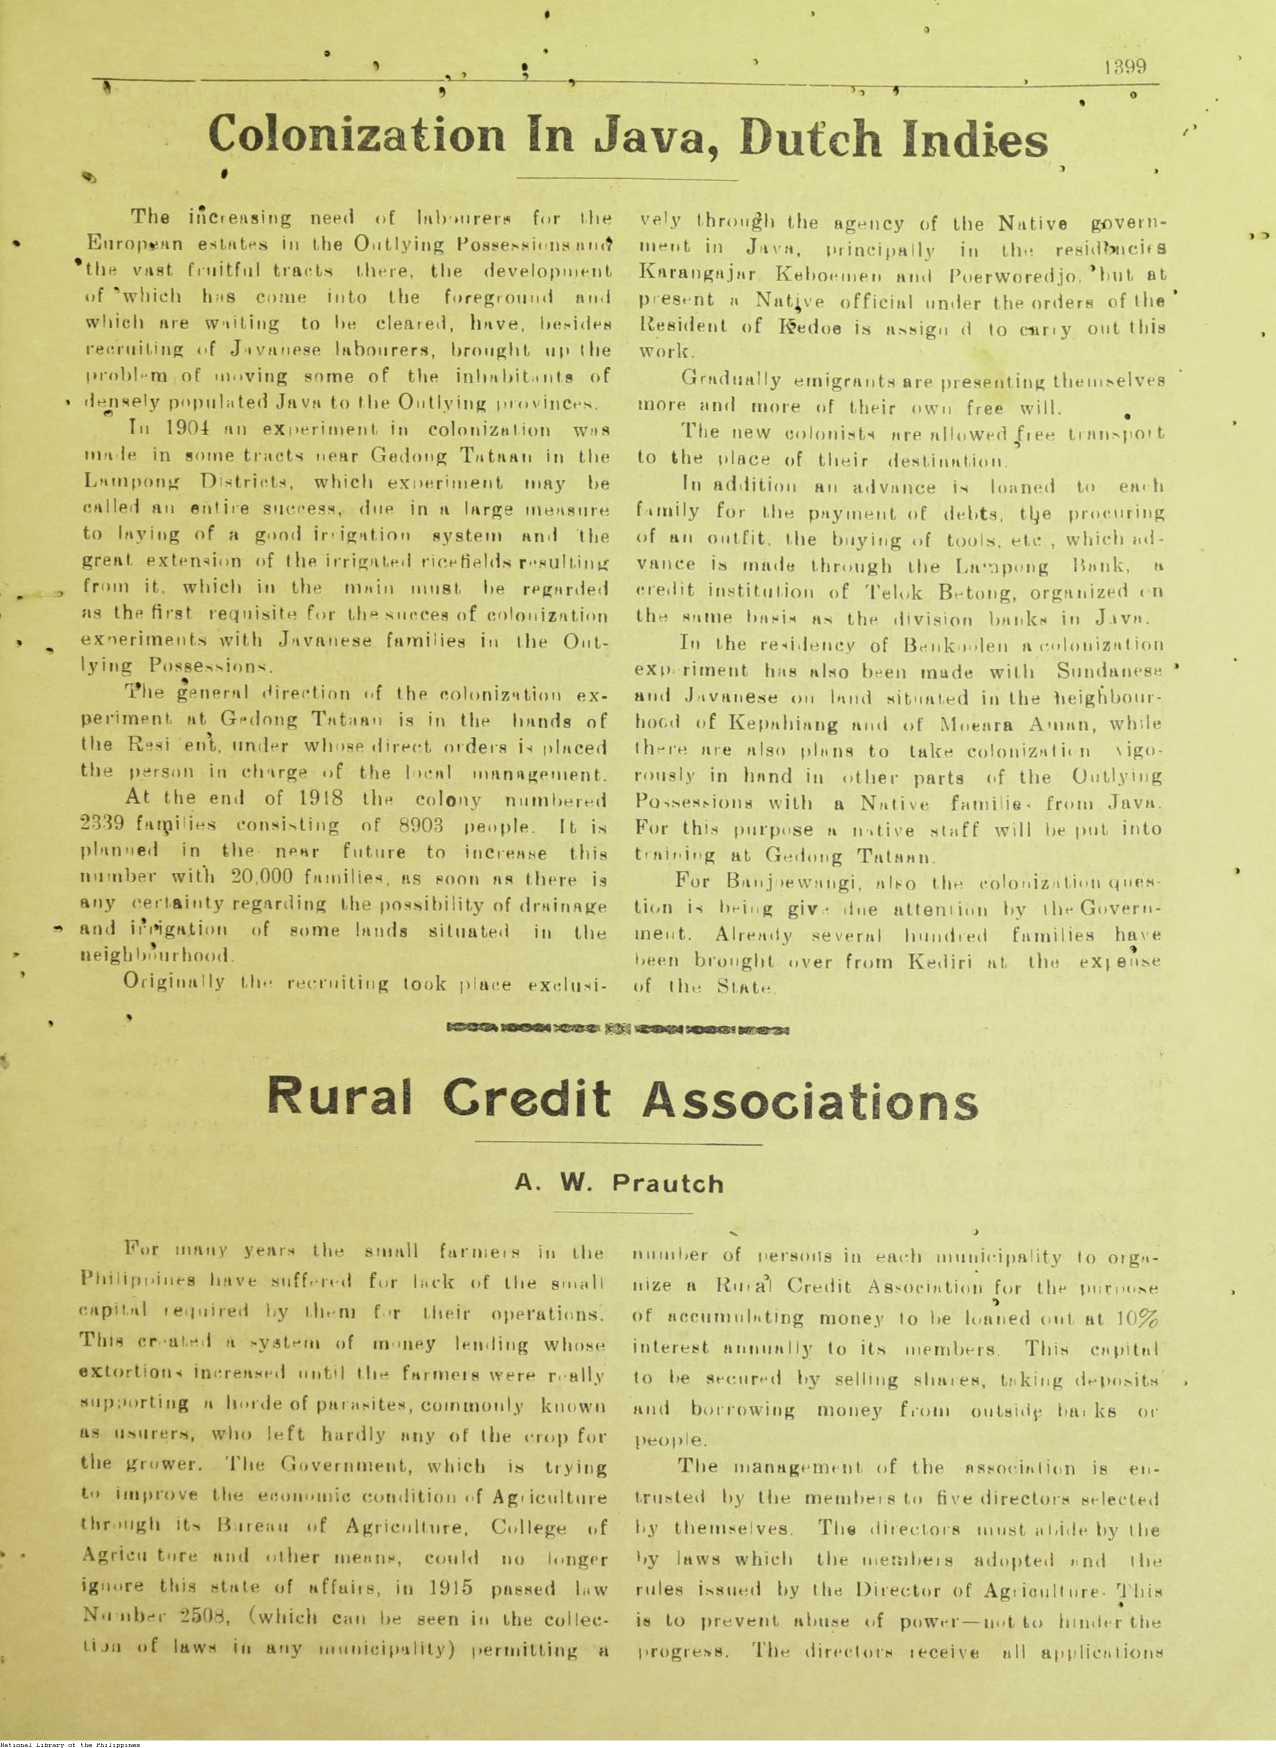 1399
Colonization In Java, Dutch Indies
The increasing need of labourers for the
European estates in the Outlying Possessions and
the vast fruitful tracts there, the development
of which has come into the foreground and
which are waiting to be cleared, have, besides
recruiting of Javanese labourers, brought up the
problem of moving some of the inhabitants of
densely populated Java to the Outlying provinces.
In 1904 an experiment in colonization was
made in some tracts near Gedong Tataan in the
Lampong Districts, which experiment may be
called an entire success, due in a large measure
to laying of a good irrigation system and the
great extension of the irrigated ricefields resulting
from it, which in the main must be regarded
as the first requisite for the succes of colonization
experiments with Javanese families in the Out-
lying Possessions.
The general direction of the colonization ex-
periment at Gedong Tataan is in the hands of
the Resi ent, under whose direct orders is placed
the person in charge of the local management.
At the end of 1918 the colony numbered
2339 families consisting of 8903 people. It is
planned in the near future to increase this
number with 20,000 families, as soon as there is
any certainty regarding the possibility of drainage
and irrigation of some lands situated in the
neighbourhood.
Originally the recruiting took place exclusi-
vely through the agency of the Native govern-
ment in Java, principally in the residencies
Karangajar Keboemen and Poerworedjo, but at
present a Native official under the orders of the
Resident of Kedoe is assign d to carry out this
work.
Gradually emigrants are presenting themselves
more and more of their own free will.
The new colonists are allowed free transport
to the place of their destination.
In addition an advance is loaned to each
family for the payment of debts, the procuring
of an outfit, the buying of tools, etc., which ad-
vance is made through the Lampong Bank, a
credit institution of Telok Betong, organized on
the same basis as the division banks in Java.
In the residency of Benkoelen a colonization
experiment has also been made with Sundanese
and Javanese on land situated in the neighbour-
hood of Kepahiang and of Moeara Aman, while
there are also plans to take colonization vigo-
rously in hand in other parts of the Outlying
Possessions with a Native families from Java.
For this purpose a native staff will be put into
training at Gedong Tataan.
For Banjoewangi, also the colonization ques-
tion is being give due attention by the Govern-
ment. Already several hundred families have
been brought over from Kediri at the expense
of the State.
Rural Credit Associations
A. W. Prautch
For many years the small farmers in the
Philippines have suffered for lack of the small
capital required by them for their operations.
This created a system of money lending whose
extortions increased until the farmers were really
supporting a horde of parasites, commonly known
as usurers, who left hardly any of the crop for
the grower. The Government, which is trying
to improve the economic condition of Agriculture
through its Bureau of Agriculture, College of
Agricu ture and other means, could no longer
ignore this state of affairs, in 1915 passed law
Number 2508, (which can be seen in the collec-
tion of laws in any municipality) permitting a
number of persons in each municipality to orga-
nize a Rural Credit Association for the purpose
of accumulating money to be loaned out at 10%
interest annually to its members. This capital
to be secured by selling shares, taking deposits
and borrowing money from outside banks or
people.
The management of the association is en-
trusted by the members to five directors selected
by themselves. The directors must abide by the
by laws which the members adopted and the
rules issued by the Director of Agriculture. This
is to prevent abuse of power—not to hinder the
progress. The directors receive all applications
National Library of the Philippines